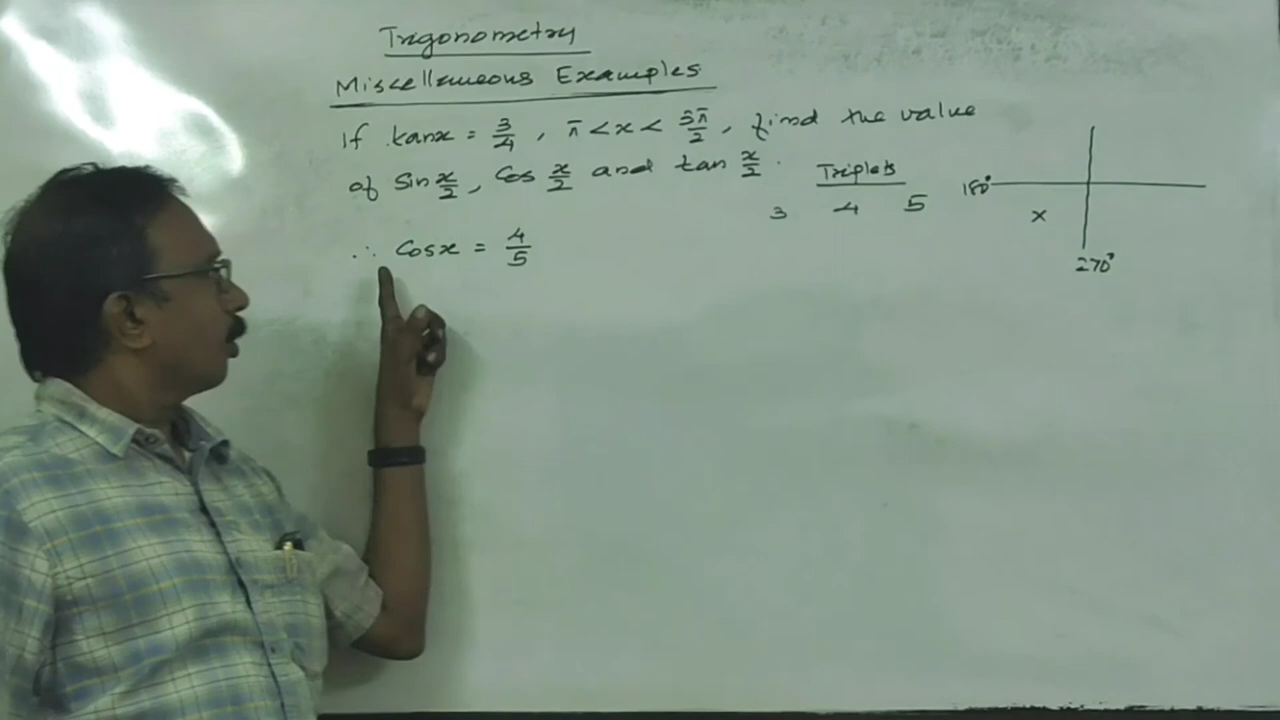 Trigonometry
Miscellaneous Examples
If tanx = 3/4, π < x < 3π/2, find the value
of sin x/2, cos x/2 and tan x/2.
Triplets
3 4 5
180°
x
270°
∴ cosx = 4/5